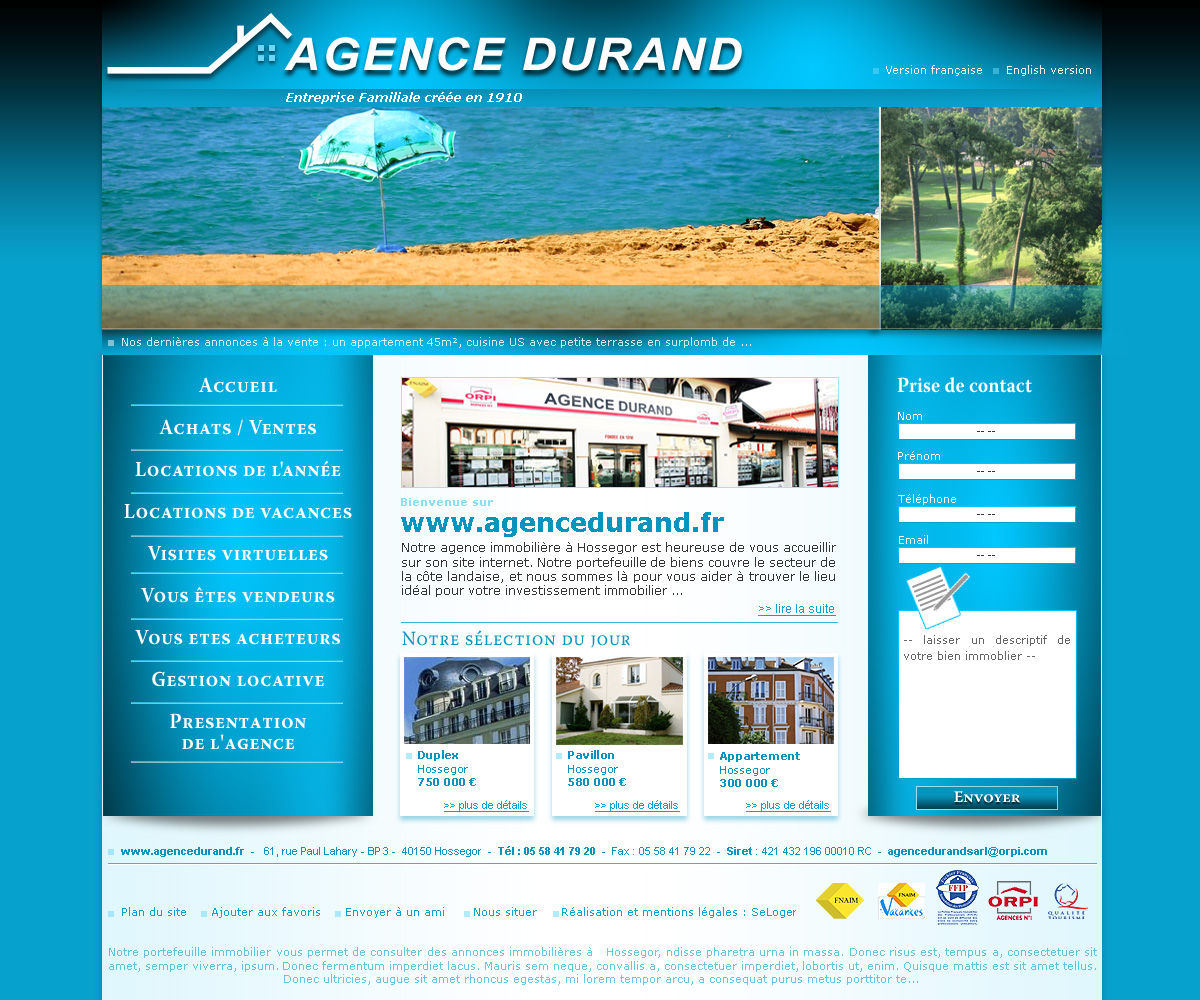 AGENCE DURAND
Version française
English version
Entreprise Familiale créée en 1910
Nos dernières annonces à la vente : un appartement 45m², cuisine US avec petite terrasse en surplomb de ...
Accueil
Achats / Ventes
Locations de l'année
Locations de vacances
Visites virtuelles
Vous êtes vendeurs
Vous etes acheteurs
Gestion locative
Presentation
de l'agence
FNAIM
ORPI
AGENCE DURAND
ORPI
FONDEE EN 1910
Bienvenue sur
www.agencedurand.fr
Notre agence immobilière à Hossegor est heureuse de vous accueillir
sur son site internet. Notre portefeuille de biens couvre le secteur de
la côte landaise, et nous sommes là pour vous aider à trouver le lieu
idéal pour votre investissement immobilier ...
>> lire la suite
Notre sélection du jour
Duplex
Hossegor
750 000 €
>> plus de détails
Pavillon
Hossegor
580 000 €
>> plus de détails
Appartement
Hossegor
300 000 €
>> plus de détails
Prise de contact
Nom
-- --
Prénom
-- --
Téléphone
-- --
Email
-- --
-- laisser un descriptif de
votre bien immoblier --
Envoyer
www.agencedurand.fr - 61, rue Paul Lahary - BP 3 - 40150 Hossegor - Tél : 05 58 41 79 20 - Fax : 05 58 41 79 22 - Siret : 421 432 196 00010 RC - agencedurandsarl@orpi.com
Plan du site
Ajouter aux favoris
Envoyer à un ami
Nous situer
Réalisation et mentions légales : SeLoger
FNAIM
FNAIM
Vacances
FFIP
ORPI
AGENCES N°1
QUALITE
TOURISME
Notre portefeuille immobilier vous permet de consulter des annonces immobilières à Hossegor, ndisse pharetra urna in massa. Donec risus est, tempus a, consectetuer sit
amet, semper viverra, ipsum. Donec fermentum imperdiet lacus. Mauris sem neque, convallis a, consectetuer imperdiet, lobortis ut, enim. Quisque mattis est sit amet tellus.
Donec ultricies, augue sit amet rhoncus egestas, mi lorem tempor arcu, a consequat purus metus porttitor te...